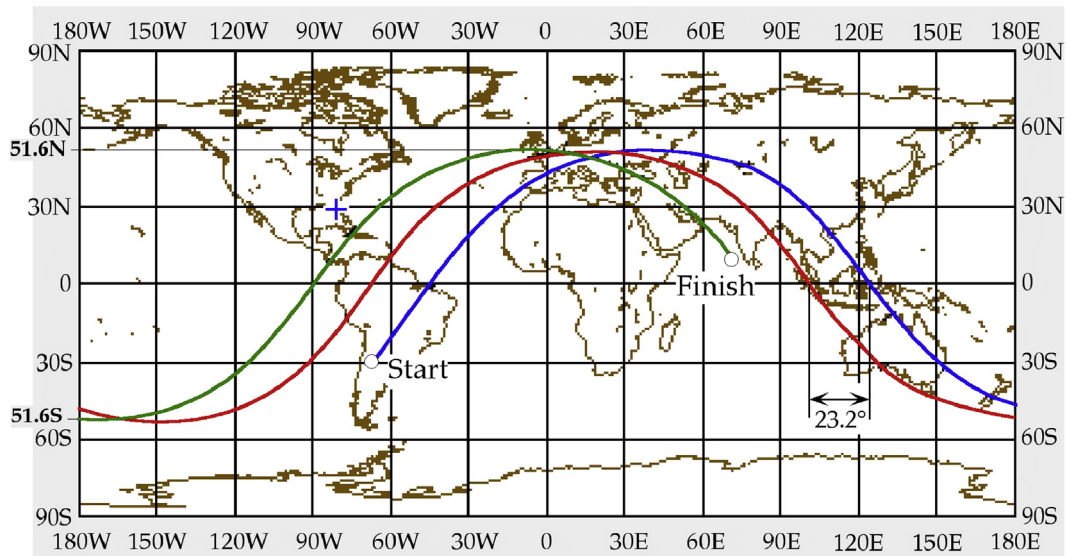 180W 150W 120W 90W 60W 30W 0 30E 60E 90E 120E 150E 180E
90N 90N
60N 60N
51.6N
30N 30N
0 Finish 0
30S Start 30S
51.6S 23.2°
60S 60S
90S 90S
180W 150W 120W 90W 60W 30W 0 30E 60E 90E 120E 150E 180E